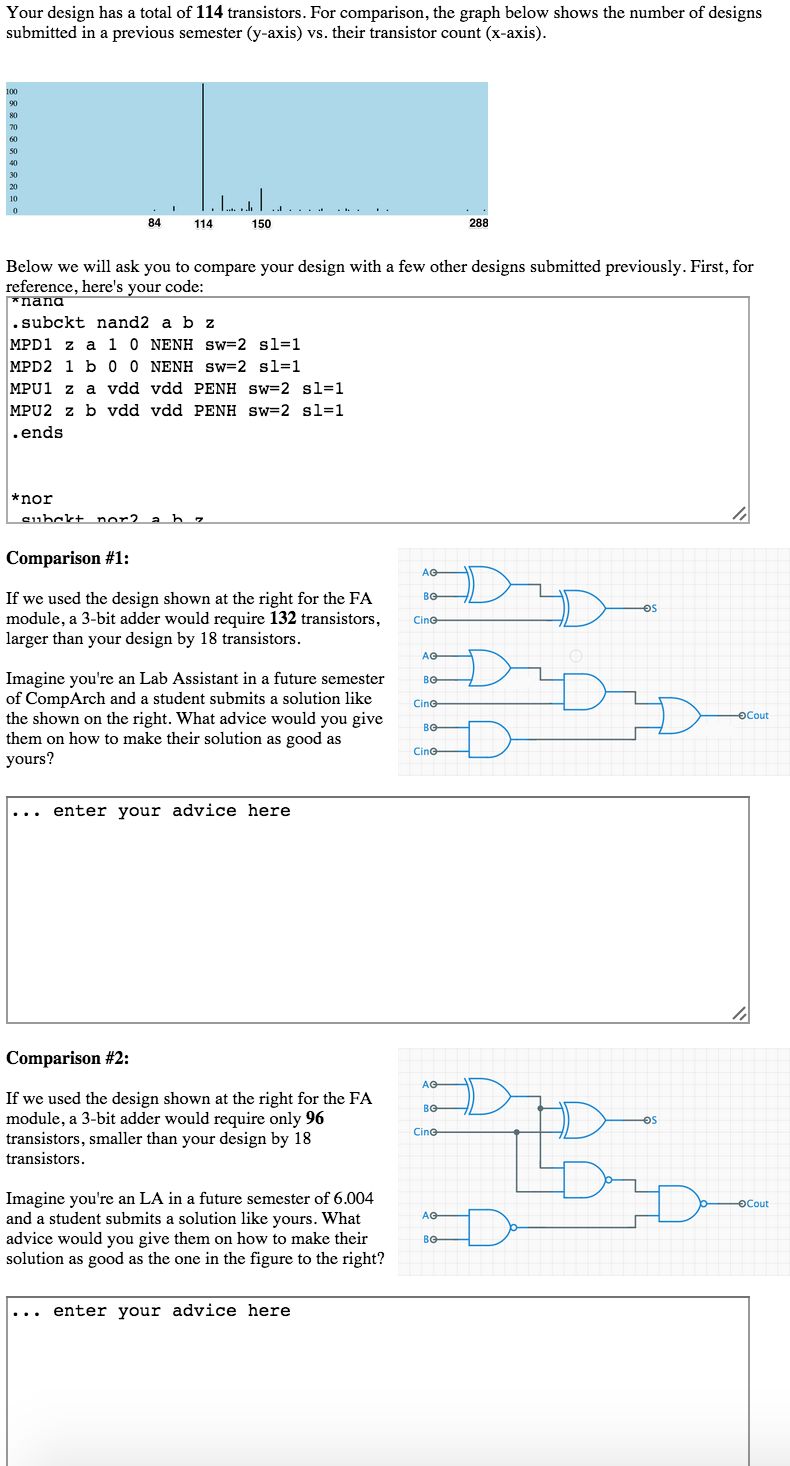 Your design has a total of 114 transistors. For comparison, the graph below shows the number of designs
submitted in a previous semester (y-axis) vs. their transistor count (x-axis).
100
90
80
70
60
50
40
30
20
10
0
84 114 150 288
Below we will ask you to compare your design with a few other designs submitted previously. First, for
reference, here's your code:
*nand
.subckt nand2 a b z
MPD1 z a 1 0 NENH sw=2 sl=1
MPD2 1 b 0 0 NENH sw=2 sl=1
MPU1 z a vdd vdd PENH sw=2 sl=1
MPU2 z b vdd vdd PENH sw=2 sl=1
.ends
*nor
.subckt nor2 a b z
Comparison #1:
If we used the design shown at the right for the FA
module, a 3-bit adder would require 132 transistors,
larger than your design by 18 transistors.
Imagine you're an Lab Assistant in a future semester
of CompArch and a student submits a solution like
the shown on the right. What advice would you give
them on how to make their solution as good as
yours?
A
B
Cin
S
A
B
Cin
B
Cin
Cout
... enter your advice here
Comparison #2:
If we used the design shown at the right for the FA
module, a 3-bit adder would require only 96
transistors, smaller than your design by 18
transistors.
Imagine you're an LA in a future semester of 6.004
and a student submits a solution like yours. What
advice would you give them on how to make their
solution as good as the one in the figure to the right?
A
B
Cin
S
A
B
Cout
... enter your advice here